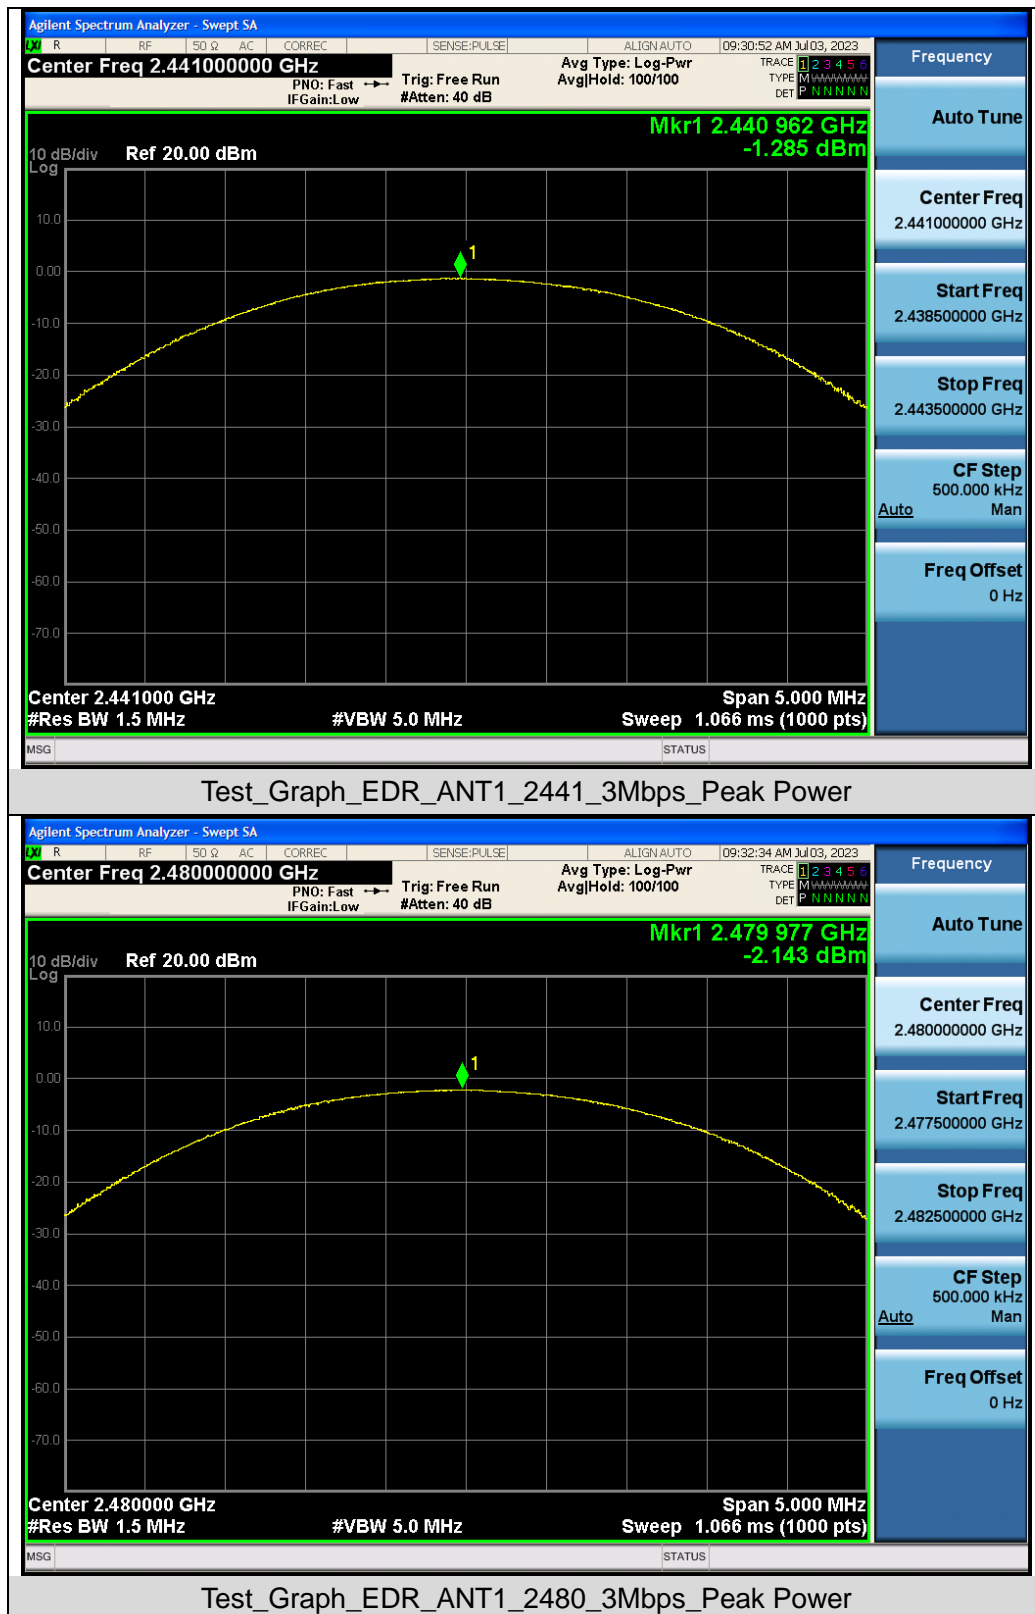 Agilent Spectrum Analyzer - Swept SA
LXI R RF 50 Ω AC CORREC SENSE:PULSE ALIGN AUTO 09:30:52 AM Jul 03, 2023
Center Freq 2.441000000 GHz
PNO: Fast
IFGain:Low
Trig: Free Run
#Atten: 40 dB
Avg Type: Log-Pwr
Avg|Hold: 100/100
TRACE 1 2 3 4 5 6
TYPE M
DET P N N N N N
Mkr1 2.440 962 GHz
-1.285 dBm
10 dB/div Ref 20.00 dBm
Log
10.0
0.00
-10.0
-20.0
-30.0
-40.0
-50.0
-60.0
-70.0
1
Center 2.441000 GHz Span 5.000 MHz
#Res BW 1.5 MHz #VBW 5.0 MHz Sweep 1.066 ms (1000 pts)
MSG STATUS
Frequency
Auto Tune
Center Freq
2.441000000 GHz
Start Freq
2.438500000 GHz
Stop Freq
2.443500000 GHz
CF Step
500.000 kHz
Auto Man
Freq Offset
0 Hz
Test_Graph_EDR_ANT1_2441_3Mbps_Peak Power
Agilent Spectrum Analyzer - Swept SA
LXI R RF 50 Ω AC CORREC SENSE:PULSE ALIGN AUTO 09:32:34 AM Jul 03, 2023
Center Freq 2.480000000 GHz
PNO: Fast
IFGain:Low
Trig: Free Run
#Atten: 40 dB
Avg Type: Log-Pwr
Avg|Hold: 100/100
TRACE 1 2 3 4 5 6
TYPE M
DET P N N N N N
Mkr1 2.479 977 GHz
-2.143 dBm
10 dB/div Ref 20.00 dBm
Log
10.0
0.00
-10.0
-20.0
-30.0
-40.0
-50.0
-60.0
-70.0
1
Center 2.480000 GHz Span 5.000 MHz
#Res BW 1.5 MHz #VBW 5.0 MHz Sweep 1.066 ms (1000 pts)
MSG STATUS
Frequency
Auto Tune
Center Freq
2.480000000 GHz
Start Freq
2.477500000 GHz
Stop Freq
2.482500000 GHz
CF Step
500.000 kHz
Auto Man
Freq Offset
0 Hz
Test_Graph_EDR_ANT1_2480_3Mbps_Peak Power